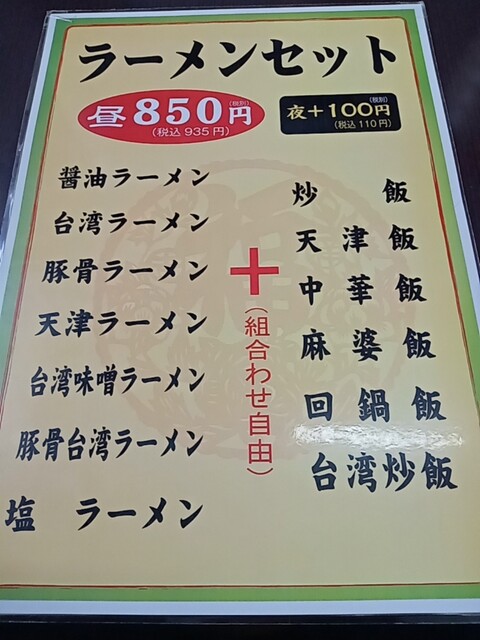 ラーメンセット
昼850円(税別)
(税込 935円)
夜+100円(税別)
(税込 110円)
醤油ラーメン
台湾ラーメン
豚骨ラーメン
天津ラーメン
台湾味噌ラーメン
豚骨台湾ラーメン
塩 ラーメン
+
(組合わせ自由)
炒 飯
天 津 飯
中 華 飯
麻 婆 飯
回 鍋 飯
台湾炒飯